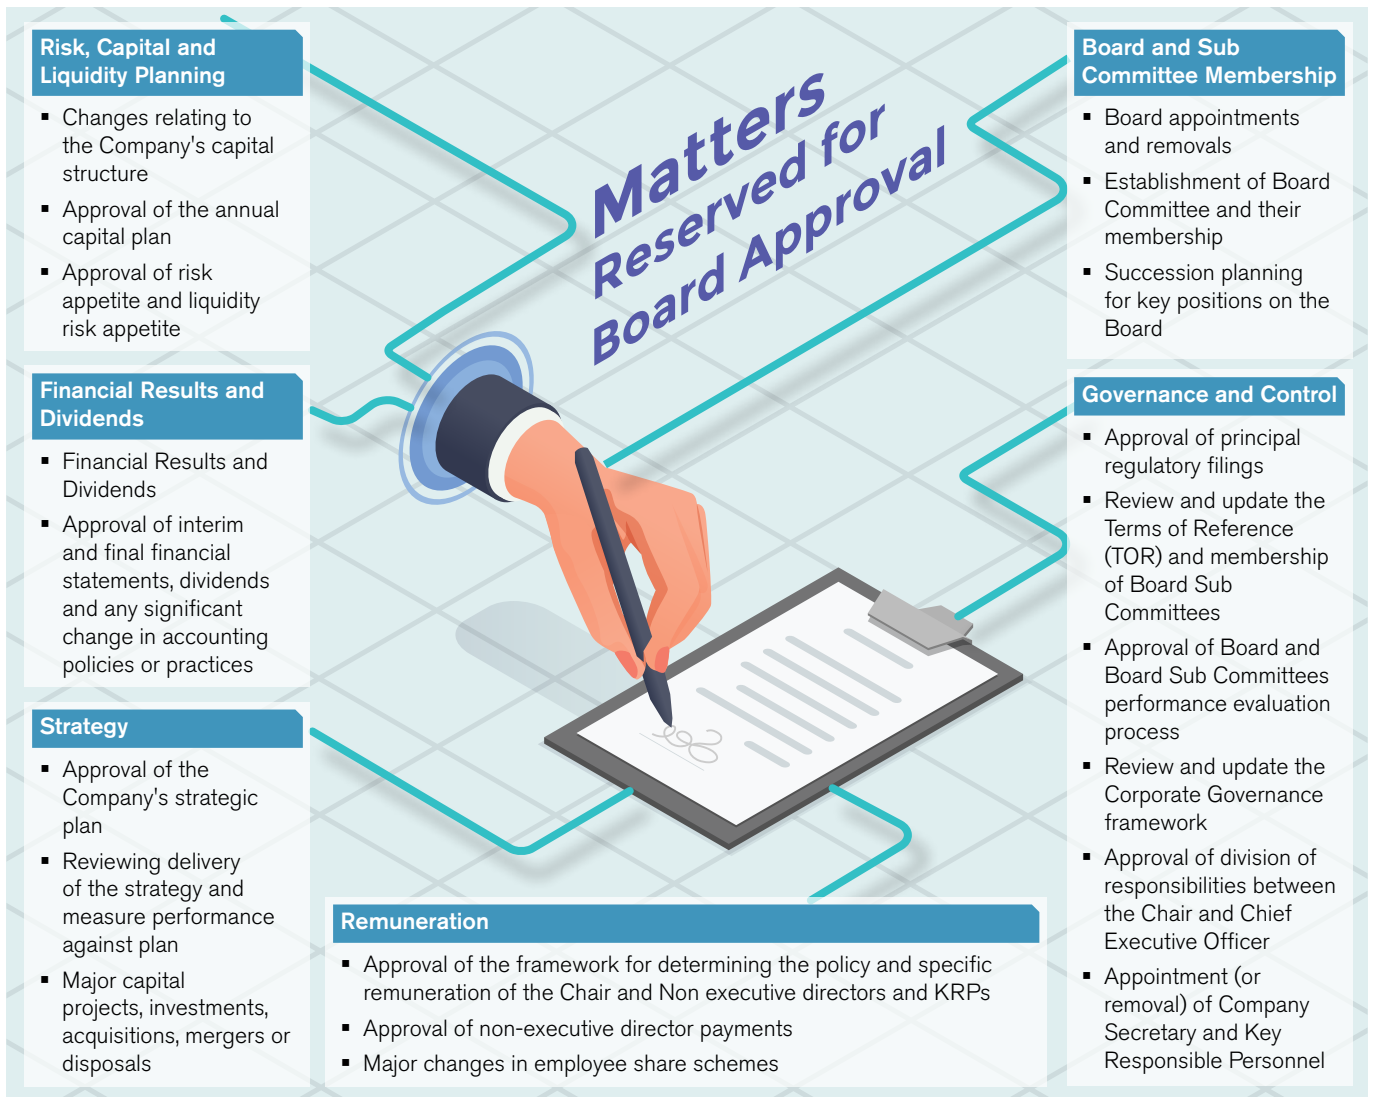 Matters
Reserved for
Board Approval
Risk, Capital and
Liquidity Planning
▪ Changes relating to
the Company's capital
structure
▪ Approval of the annual
capital plan
▪ Approval of risk
appetite and liquidity
risk appetite
Financial Results and
Dividends
▪ Financial Results and
Dividends
▪ Approval of interim
and final financial
statements, dividends
and any significant
change in accounting
policies or practices
Strategy
▪ Approval of the
Company's strategic
plan
▪ Reviewing delivery
of the strategy and
measure performance
against plan
▪ Major capital
projects, investments,
acquisitions, mergers or
disposals
Remuneration
▪ Approval of the framework for determining the policy and specific
remuneration of the Chair and Non executive directors and KRPs
▪ Approval of non-executive director payments
▪ Major changes in employee share schemes
Board and Sub
Committee Membership
▪ Board appointments
and removals
▪ Establishment of Board
Committee and their
membership
▪ Succession planning
for key positions on the
Board
Governance and Control
▪ Approval of principal
regulatory filings
▪ Review and update the
Terms of Reference
(TOR) and membership
of Board Sub
Committees
▪ Approval of Board and
Board Sub Committees
performance evaluation
process
▪ Review and update the
Corporate Governance
framework
▪ Approval of division of
responsibilities between
the Chair and Chief
Executive Officer
▪ Appointment (or
removal) of Company
Secretary and Key
Responsible Personnel